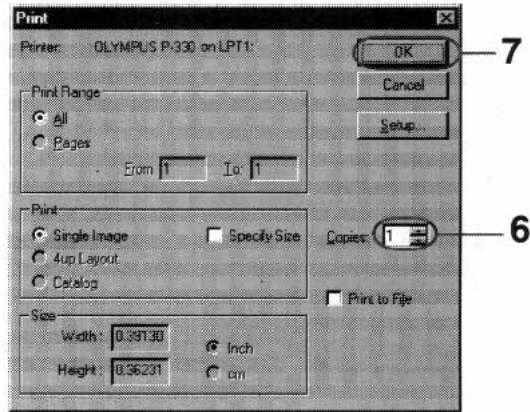 Print
Printer: OLYMPUS P-330 on LPT1:
OK
7
Cancel
Setup...
Print Range
All
Pages
From 1 To: 1
Print
Single Image
Specify Size
4up Layout
Catalog
Copies: 1
6
Print to File
Size
Width: 0.39130
Height: 0.36231
Inch
cm